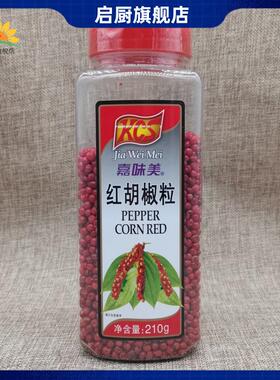 启厨旗舰店
KCS
Jia Wei Mei
嘉味美®
红胡椒粒
PEPPER
CORN RED
净含量:210g